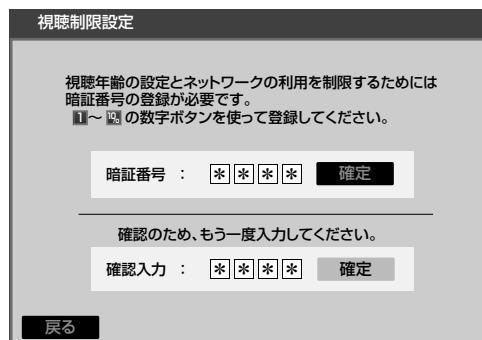 視聴制限設定
視聴年齢の設定とネットワークの利用を制限するためには
暗証番号の登録が必要です。
1～10 の数字ボタンを使って登録してください。
暗証番号 ： ＊＊＊＊ 確定
確認のため、もう一度入力してください。
確認入力 ： ＊＊＊＊ 確定
戻る